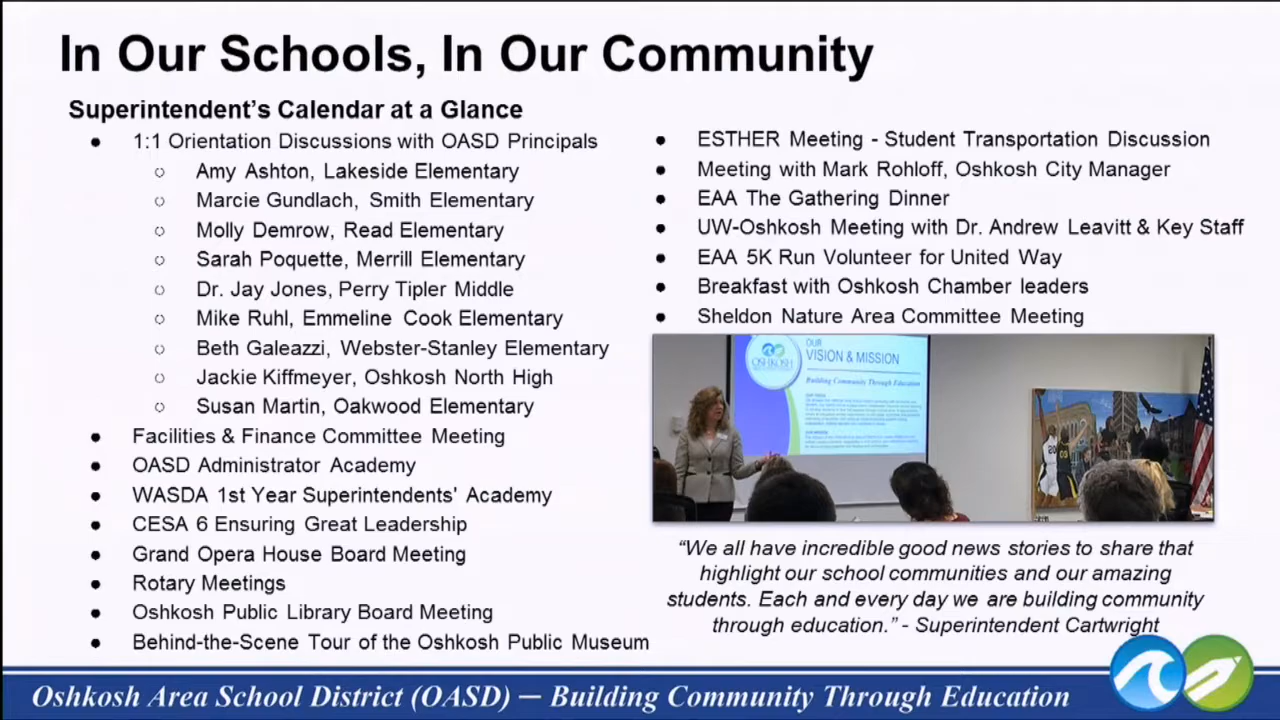 In Our Schools, In Our Community
Superintendent's Calendar at a Glance
● 1:1 Orientation Discussions with OASD Principals
○ Amy Ashton, Lakeside Elementary
○ Marcie Gundlach, Smith Elementary
○ Molly Demrow, Read Elementary
○ Sarah Poquette, Merrill Elementary
○ Dr. Jay Jones, Perry Tipler Middle
○ Mike Ruhl, Emmeline Cook Elementary
○ Beth Galeazzi, Webster-Stanley Elementary
○ Jackie Kiffmeyer, Oshkosh North High
○ Susan Martin, Oakwood Elementary
● Facilities & Finance Committee Meeting
● OASD Administrator Academy
● WASDA 1st Year Superintendents' Academy
● CESA 6 Ensuring Great Leadership
● Grand Opera House Board Meeting
● Rotary Meetings
● Oshkosh Public Library Board Meeting
● Behind-the-Scene Tour of the Oshkosh Public Museum
● ESTHER Meeting - Student Transportation Discussion
● Meeting with Mark Rohloff, Oshkosh City Manager
● EAA The Gathering Dinner
● UW-Oshkosh Meeting with Dr. Andrew Leavitt & Key Staff
● EAA 5K Run Volunteer for United Way
● Breakfast with Oshkosh Chamber leaders
● Sheldon Nature Area Committee Meeting
OSHKOSH
OUR
VISION & MISSION
Building Community Through Education
“We all have incredible good news stories to share that
highlight our school communities and our amazing
students. Each and every day we are building community
through education.” - Superintendent Cartwright
Oshkosh Area School District (OASD) — Building Community Through Education